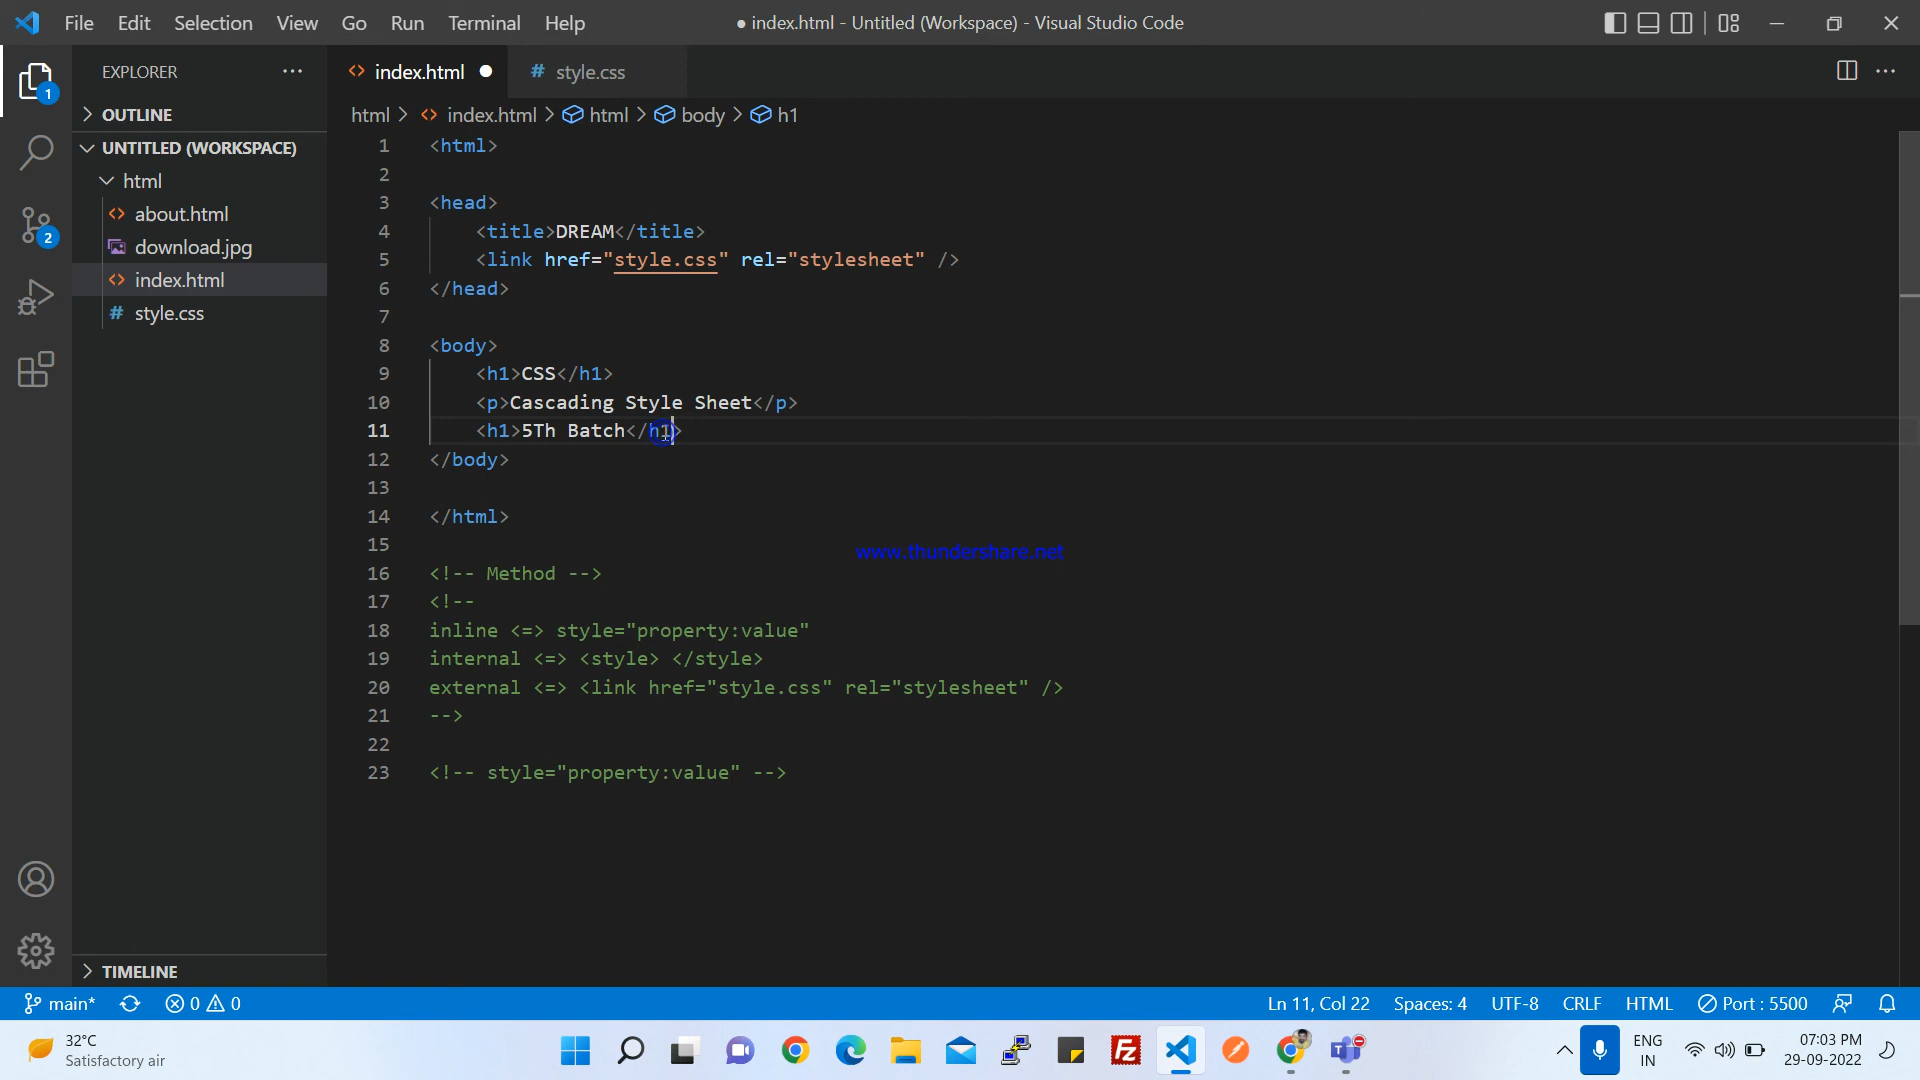 File Edit Selection View Go Run Terminal Help
● index.html - Untitled (Workspace) - Visual Studio Code
EXPLORER
index.html
# style.css
1
OUTLINE
html > index.html > html > body > h1
UNTITLED (WORKSPACE)
html
about.html
download.jpg
index.html
# style.css
2
1 <html>
2
3 <head>
4 <title>DREAM</title>
5 <link href="style.css" rel="stylesheet" />
6 </head>
7
8 <body>
9 <h1>CSS</h1>
10 <p>Cascading Style Sheet</p>
11 <h1>5Th Batch</h1>
12 </body>
13
14 </html>
15
www.thundershare.net
16 <!-- Method -->
17 <!--
18 inline <=> style="property:value"
19 internal <=> <style> </style>
20 external <=> <link href="style.css" rel="stylesheet" />
21 -->
22
23 <!-- style="property:value" -->
TIMELINE
main* 0 0
Ln 11, Col 22 Spaces: 4 UTF-8 CRLF HTML Port : 5500
32°C
Satisfactory air
Fz
ENG
IN
07:03 PM
29-09-2022